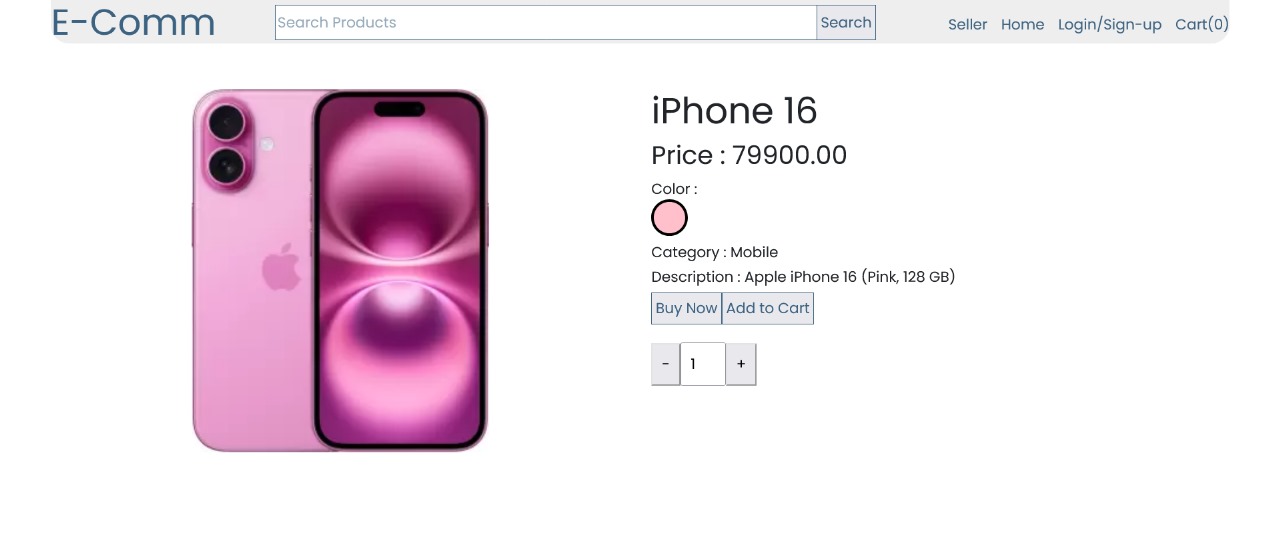 E-Comm
Search Products
Search
Seller Home Login/Sign-up Cart(0)
iPhone 16
Price : 79900.00
Color :
Category : Mobile
Description : Apple iPhone 16 (Pink, 128 GB)
Buy Now Add to Cart
- 1 +